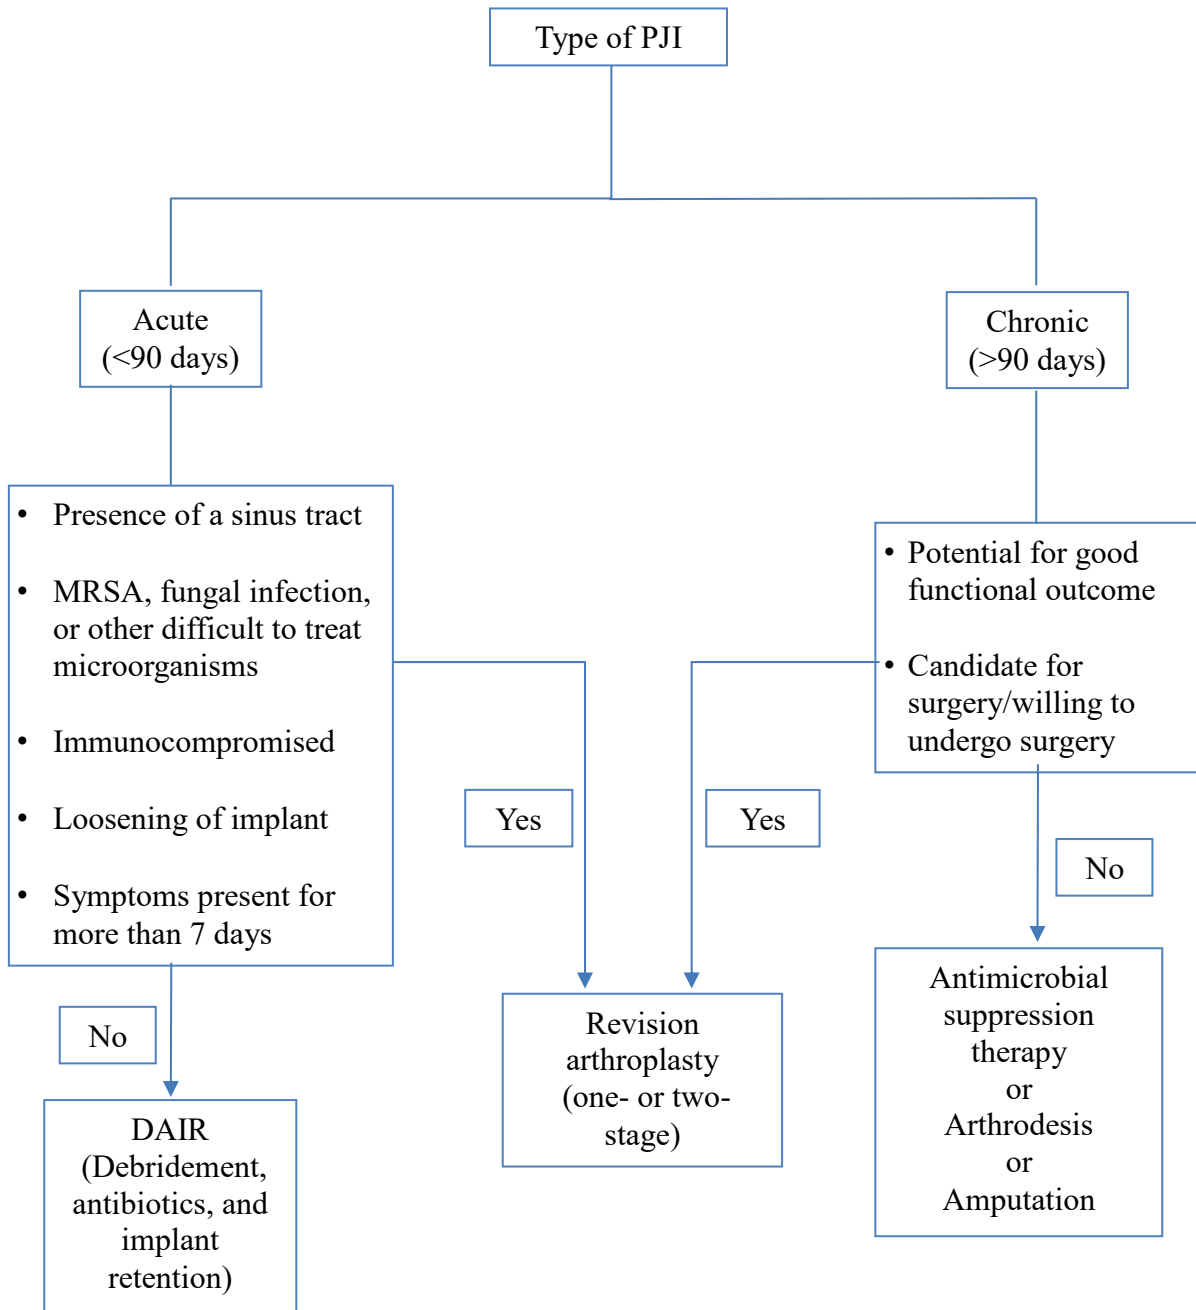 Type of PJI
Acute
(<90 days)
Chronic
(>90 days)
• Presence of a sinus tract
• MRSA, fungal infection,
or other difficult to treat
microorganisms
• Immunocompromised
• Loosening of implant
• Symptoms present for
more than 7 days
• Potential for good
functional outcome
• Candidate for
surgery/willing to
undergo surgery
Yes
Yes
No
No
DAIR
(Debridement,
antibiotics, and
implant
retention)
Revision
arthroplasty
(one- or two-
stage)
Antimicrobial
suppression
therapy
or
Arthrodesis
or
Amputation